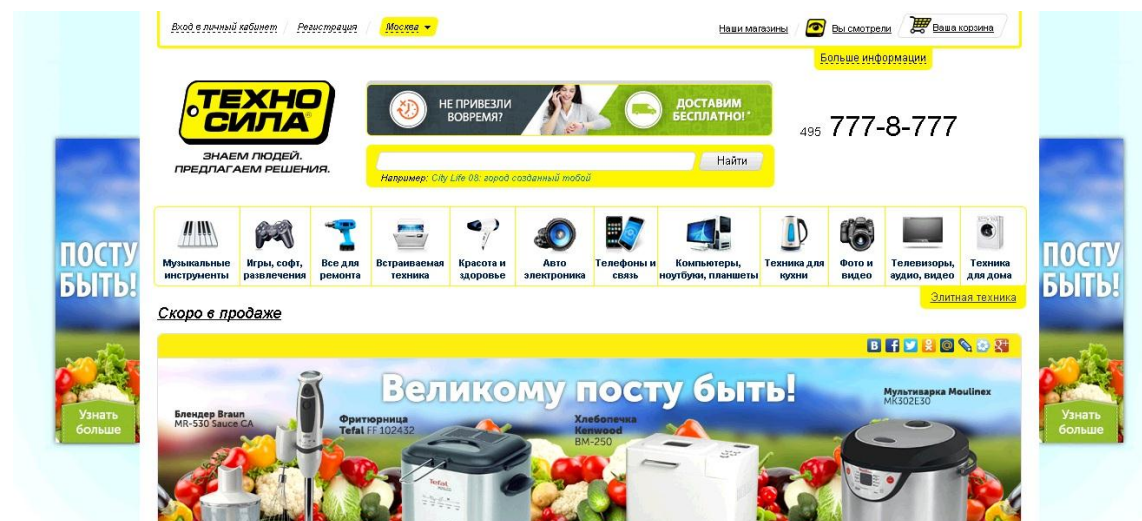 Вход в личный кабинет Регистрация Москва Наши магазины Вы смотрели Ваша корзина
Больше информации
ТЕХНО
СИЛА
ЗНАЕМ ЛЮДЕЙ.
ПРЕДЛАГАЕМ РЕШЕНИЯ.
НЕ ПРИВЕЗЛИ
ВОВРЕМЯ?
ДОСТАВИМ
БЕСПЛАТНО!*
495 777-8-777
Найти
Например: City Life 08: город созданный тобой
Музыкальные
инструменты
Игры, софт,
развлечения
Все для
ремонта
Встраиваемая
техника
Красота и
здоровье
Авто
электроника
Телефоны и
связь
Компьютеры,
ноутбуки, планшеты
Техника для
кухни
Фото и
видео
Телевизоры,
аудио, видео
Техника
для дома
Элитная техника
ПОСТУ
БЫТЬ!
Узнать
больше
ПОСТУ
БЫТЬ!
Узнать
больше
Скоро в продаже
Великому посту быть!
Блендер Braun
MR-530 Sauce CA
Фритюрница
Tefal FF 102432
Хлебопечка
Kenwood
BM-250
Мультиварка Moulinex
MK302E30
Tefal